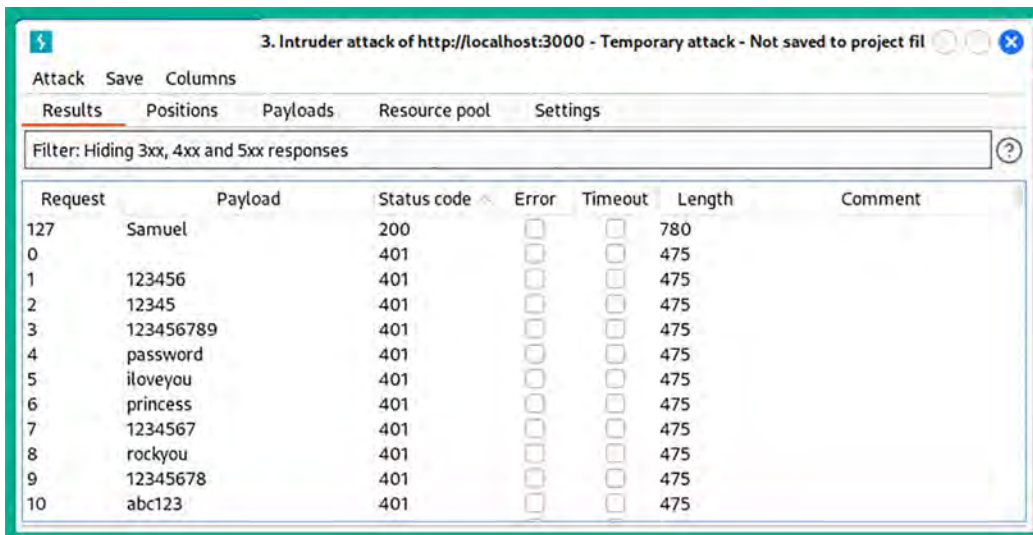 3. Intruder attack of http://localhost:3000 - Temporary attack - Not saved to project fil
Attack Save Columns
Results Positions Payloads Resource pool Settings
Filter: Hiding 3xx, 4xx and 5xx responses ?
Request Payload Status code Error Timeout Length Comment
127 Samuel 200 780
0 401 475
1 123456 401 475
2 12345 401 475
3 123456789 401 475
4 password 401 475
5 iloveyou 401 475
6 princess 401 475
7 1234567 401 475
8 rockyou 401 475
9 12345678 401 475
10 abc123 401 475